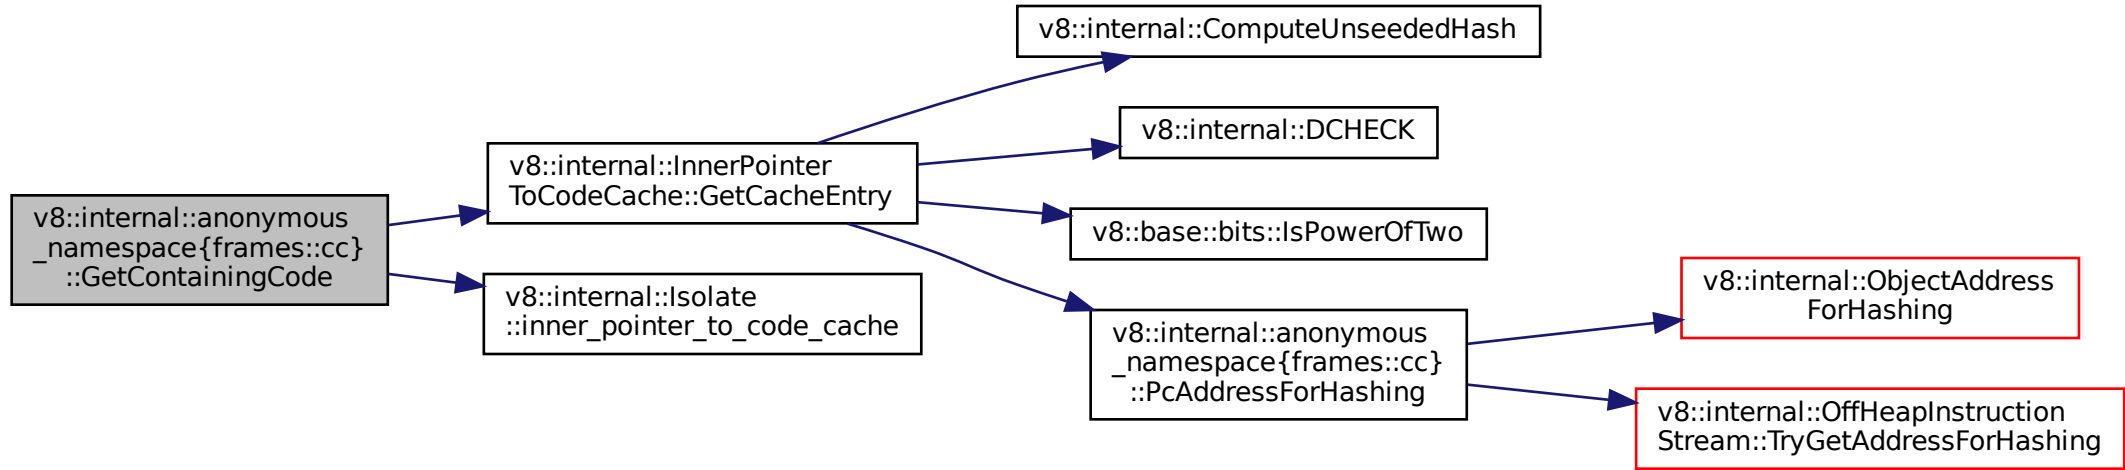 v8::internal::anonymous
_namespace{frames::cc}
::GetContainingCode
v8::internal::InnerPointer
ToCodeCache::GetCacheEntry
v8::internal::Isolate
::inner_pointer_to_code_cache
v8::internal::ComputeUnseededHash
v8::internal::DCHECK
v8::base::bits::IsPowerOfTwo
v8::internal::anonymous
_namespace{frames::cc}
::PcAddressForHashing
v8::internal::ObjectAddress
ForHashing
v8::internal::OffHeapInstruction
Stream::TryGetAddressForHashing